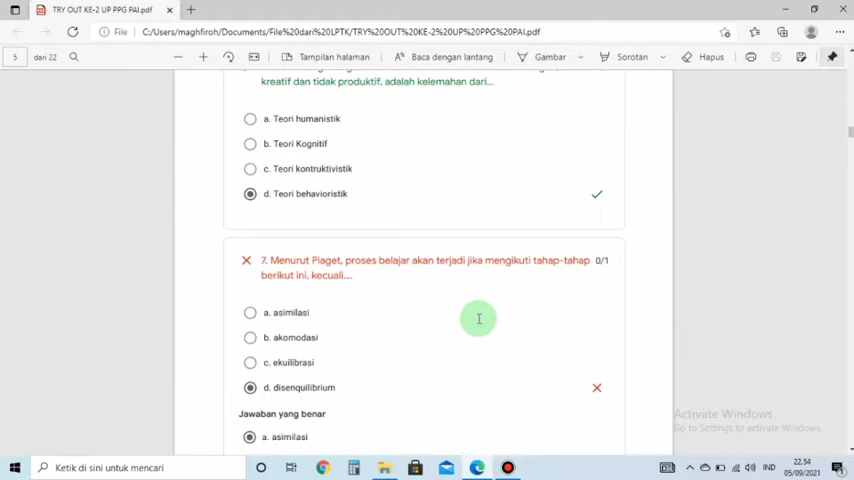 TRY OUT KE-2 UP PPG PAI.pdf
File
C:/Users/maghfiroh/Documents/File%20dari%20LPTK/TRY%20OUT%20KE-2%20UP%20PPG%20PAI.pdf
5 dari 22
Tampilan halaman
Baca dengan lantang
Gambar
Sorotan
Hapus
kreatif dan tidak produktif, adalah kelemahan dari...
a. Teori humanistik
b. Teori Kognitif
c. Teori kontruktivistik
d. Teori behavioristik
7. Menurut Piaget, proses belajar akan terjadi jika mengikuti tahap-tahap 0/1
berikut ini, kecuali....
a. asimilasi
b. akomodasi
c. ekuilibrasi
d. disenquilibrium
Jawaban yang benar
a. asimilasi
Activate Windows
Go to Settings to activate Windows.
Ketik di sini untuk mencari
IND
22.54
05/09/2021